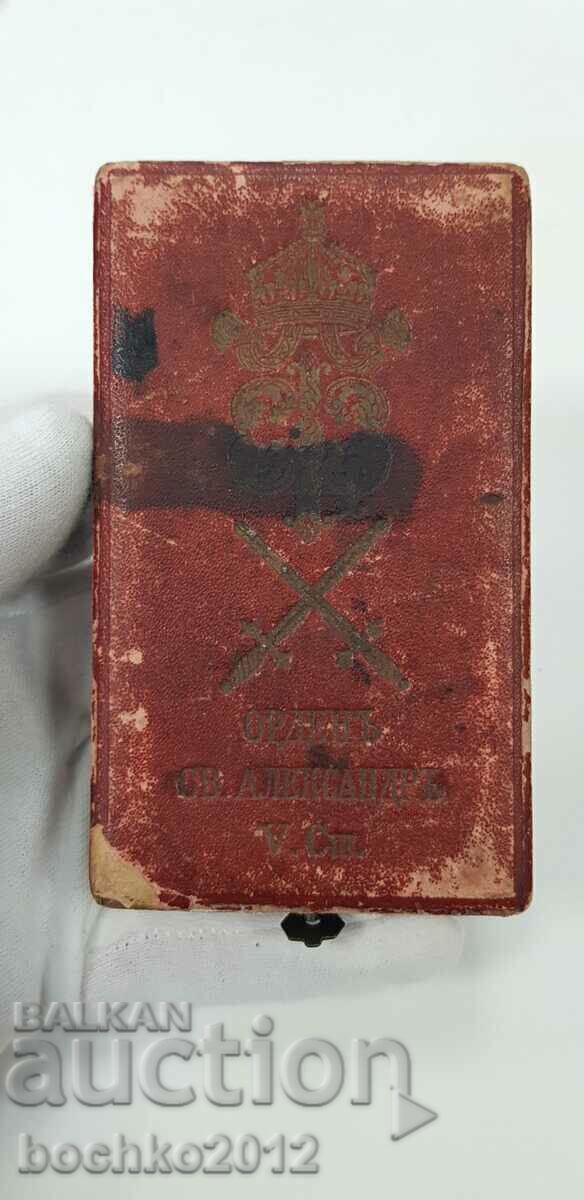 ОРДЕНЪ
СВ. АЛЕКСАНДРЪ
V. Ст.
BALKAN
auction
bochko2012